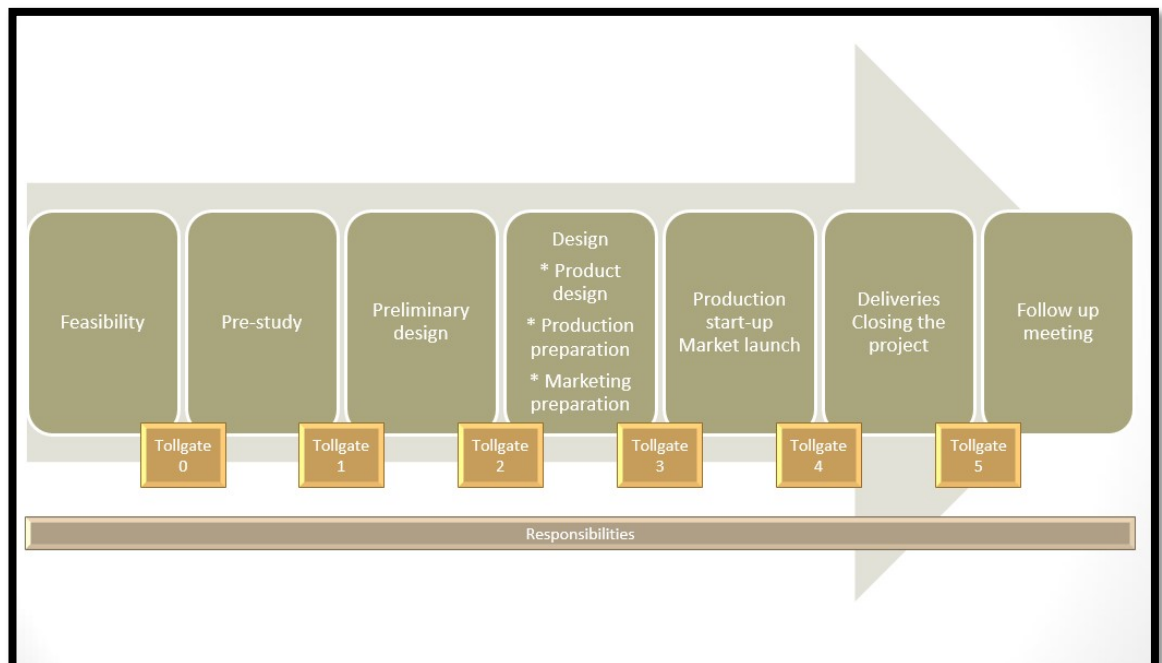 Feasibility
Pre-study
Preliminary
design
Design
* Product
design
* Production
preparation
* Marketing
preparation
Production
start-up
Market launch
Deliveries
Closing the
project
Follow up
meeting
Tollgate
0
Tollgate
1
Tollgate
2
Tollgate
3
Tollgate
4
Tollgate
5
Responsibilities